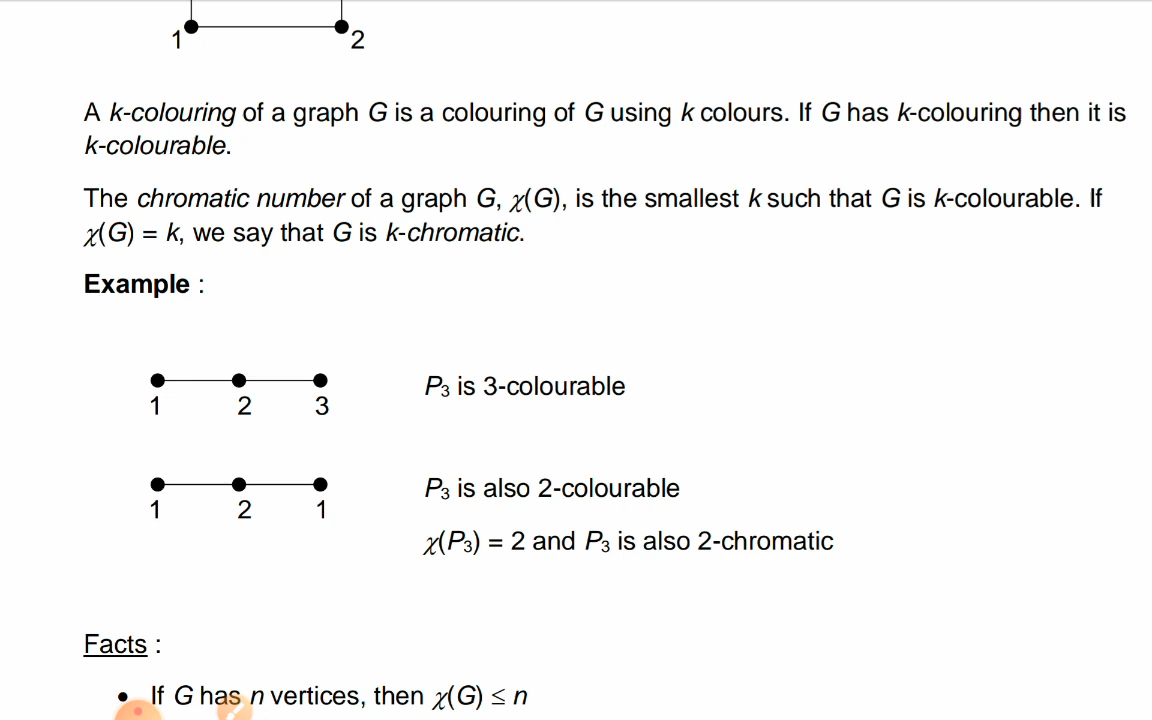 1 2
A k-colouring of a graph G is a colouring of G using k colours. If G has k-colouring then it is
k-colourable.
The chromatic number of a graph G, χ(G), is the smallest k such that G is k-colourable. If
χ(G) = k, we say that G is k-chromatic.
Example :
P₃ is 3-colourable
1 2 3
P₃ is also 2-colourable
1 2 1
χ(P₃) = 2 and P₃ is also 2-chromatic
Facts :
• If G has n vertices, then χ(G) ≤ n